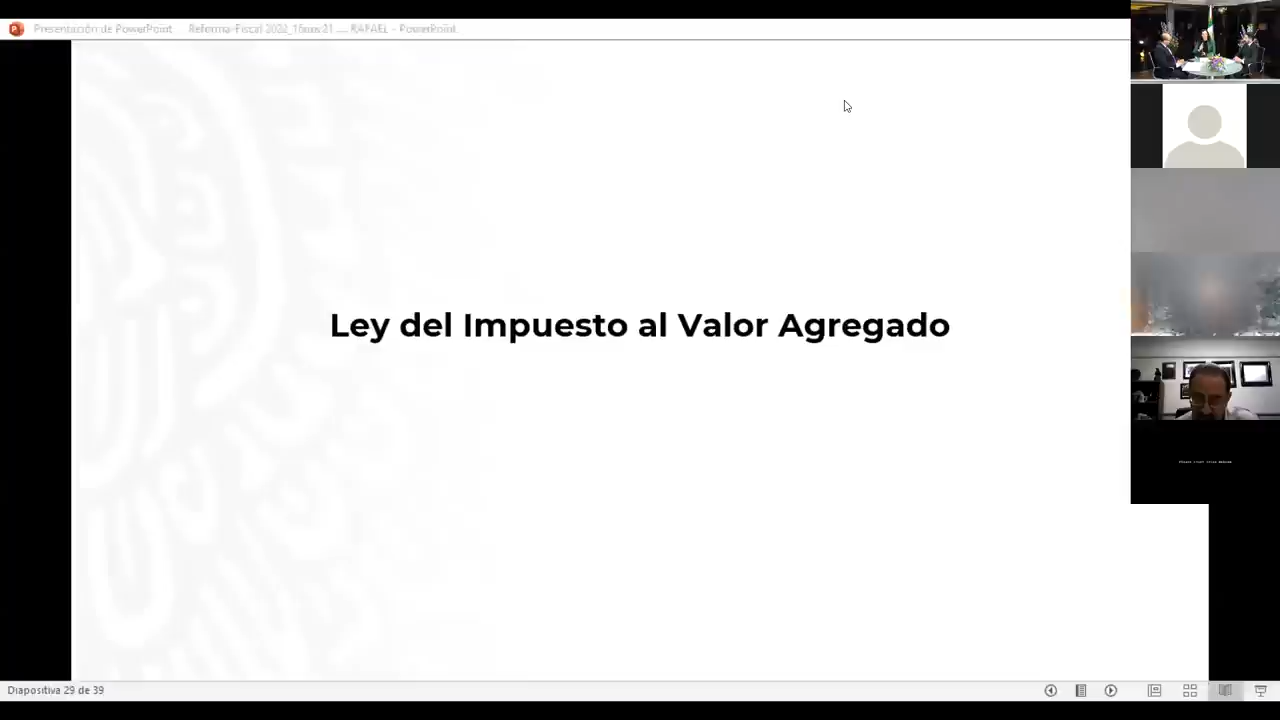 Presentación de PowerPoint
Ley del Impuesto al Valor Agregado
Diapositiva 29 de 39